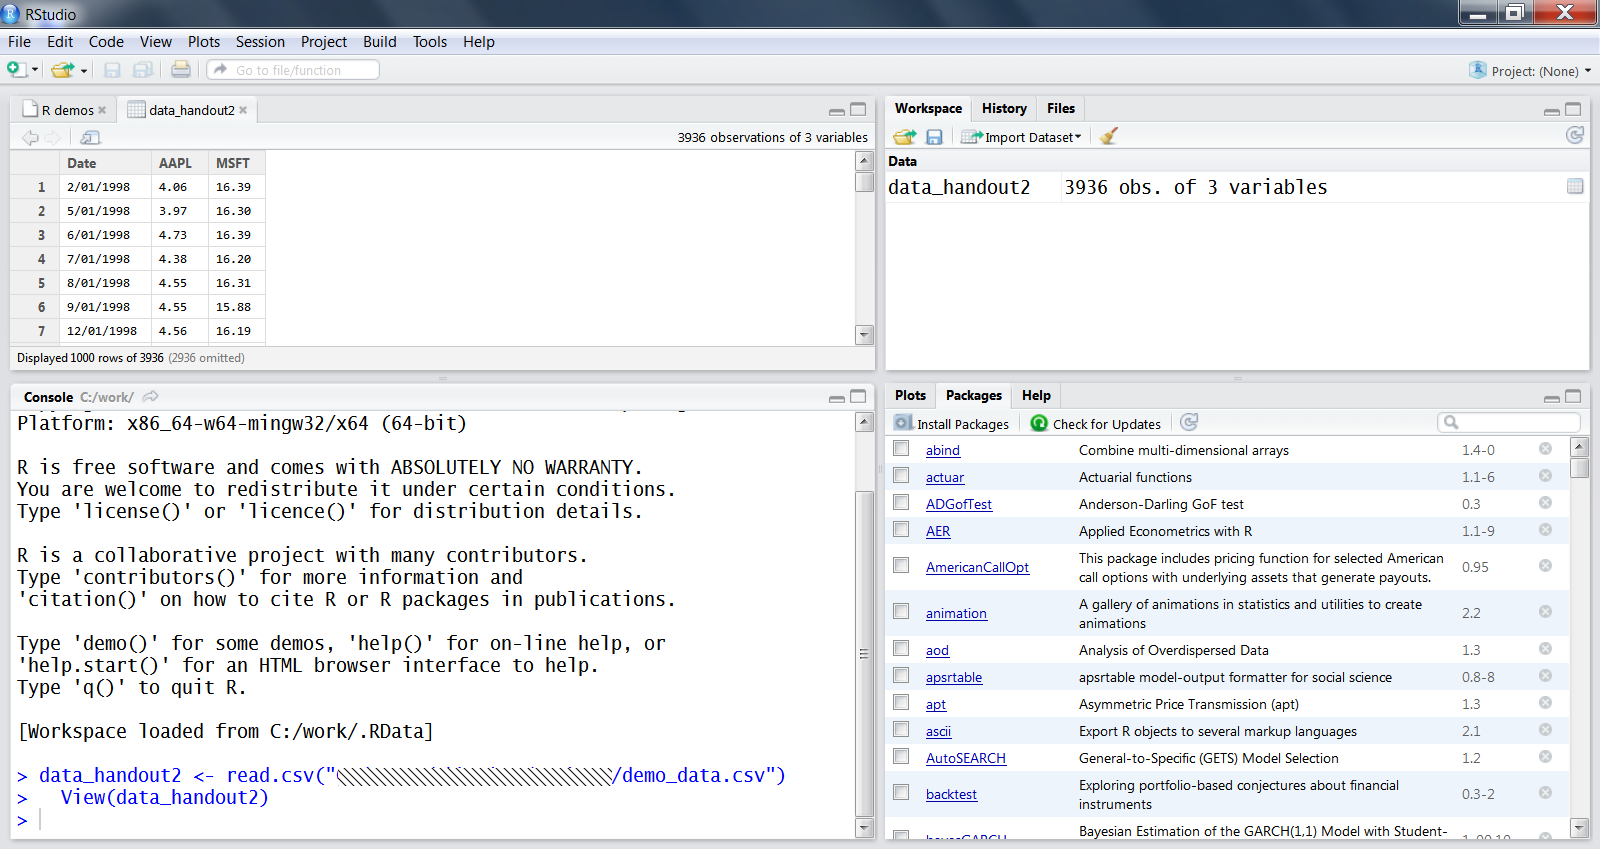 RStudio
File Edit Code View Plots Session Project Build Tools Help
Go to file/function
Project: (None)
R demos
data_handout2
3936 observations of 3 variables
Date AAPL MSFT
1 2/01/1998 4.06 16.39
2 5/01/1998 3.97 16.30
3 6/01/1998 4.73 16.39
4 7/01/1998 4.38 16.20
5 8/01/1998 4.55 16.31
6 9/01/1998 4.55 15.88
7 12/01/1998 4.56 16.19
Displayed 1000 rows of 3936 (2936 omitted)
Workspace History Files
Import Dataset
Data
data_handout2 3936 obs. of 3 variables
Console C:/work/
Platform: x86_64-w64-mingw32/x64 (64-bit)
R is free software and comes with ABSOLUTELY NO WARRANTY.
You are welcome to redistribute it under certain conditions.
Type 'license()' or 'licence()' for distribution details.
R is a collaborative project with many contributors.
Type 'contributors()' for more information and
'citation()' on how to cite R or R packages in publications.
Type 'demo()' for some demos, 'help()' for on-line help, or
'help.start()' for an HTML browser interface to help.
Type 'q()' to quit R.
[Workspace loaded from C:/work/.RData]
> data_handout2 <- read.csv(" /demo_data.csv")
> View(data_handout2)
>
Plots Packages Help
Install Packages Check for Updates
abind Combine multi-dimensional arrays 1.4-0
actuar Actuarial functions 1.1-6
ADGofTest Anderson-Darling GoF test 0.3
AER Applied Econometrics with R 1.1-9
AmericanCallOpt This package includes pricing function for selected American
call options with underlying assets that generate payouts. 0.95
animation A gallery of animations in statistics and utilities to create
animations 2.2
aod Analysis of Overdispersed Data 1.3
apsrtable apsrtable model-output formatter for social science 0.8-8
apt Asymmetric Price Transmission (apt) 1.3
ascii Export R objects to several markup languages 2.1
AutoSEARCH General-to-Specific (GETS) Model Selection 1.2
backtest Exploring portfolio-based conjectures about financial
instruments 0.3-2
bayesGARCH Bayesian Estimation of the GARCH(1,1) Model with Student-